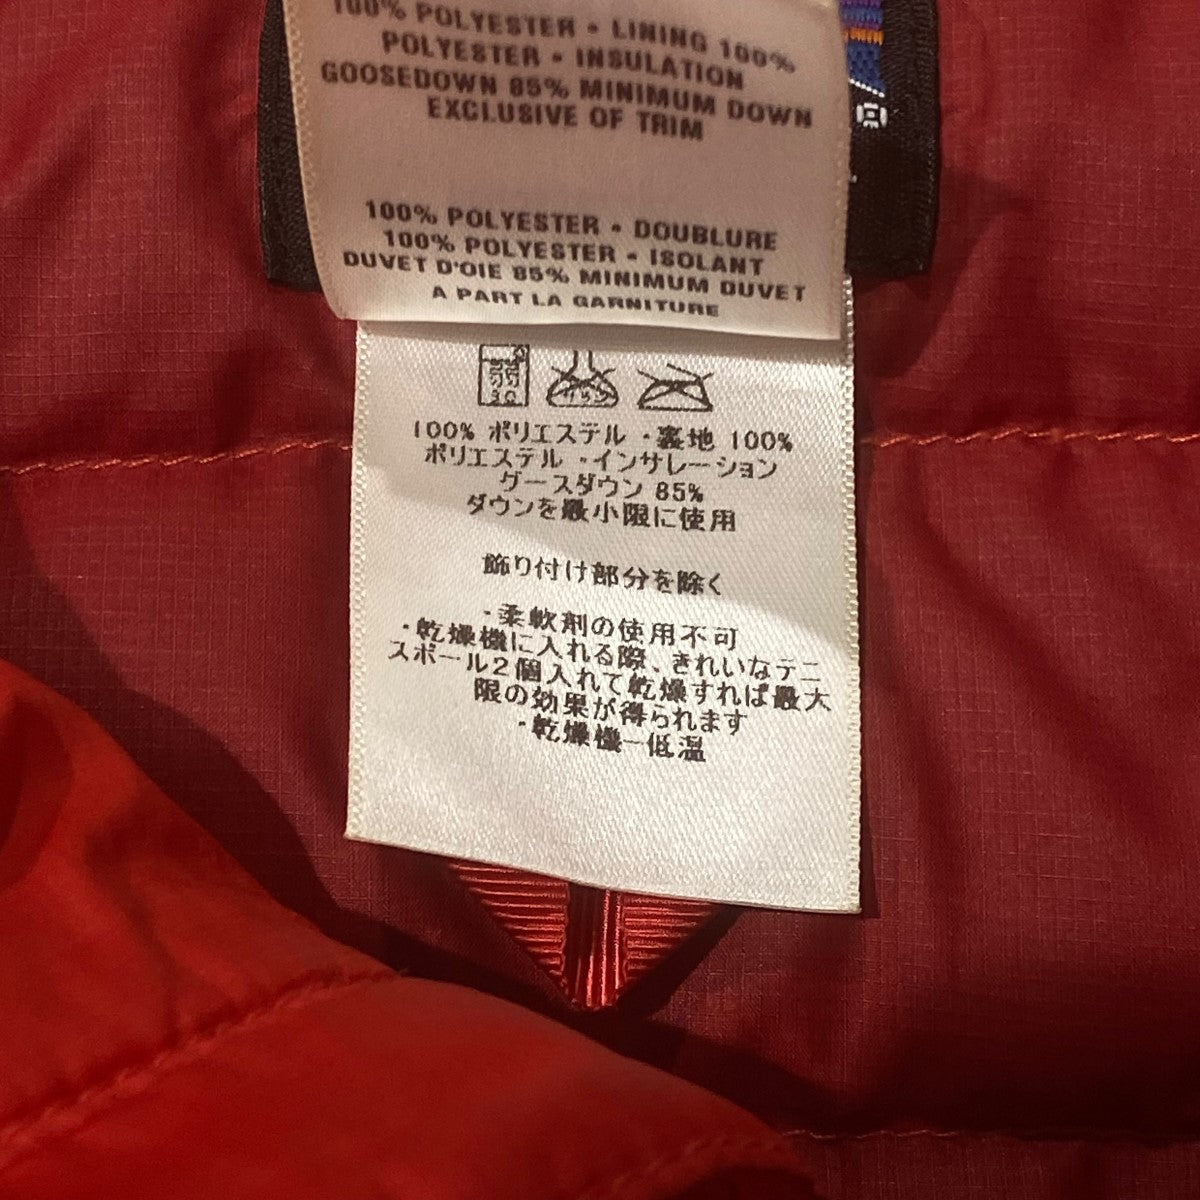 100% POLYESTER • LINING 100%
POLYESTER • INSULATION
GOOSEDOWN 85% MINIMUM DOWN
EXCLUSIVE OF TRIM
100% POLYESTER • DOUBLURE
100% POLYESTER • ISOLANT
DUVET D'OIE 85% MINIMUM DUVET
A PART LA GARNITURE
30
100% ポリエステル ・裏地 100%
ポリエステル ・インサレーション
グースダウン 85%
ダウンを最小限に使用
飾り付け部分を除く
・柔軟剤の使用不可
・乾燥機に入れる際、きれいなテニ
スボール2個入れて乾燥すれば最大
限の効果が得られます
・乾燥機一低温